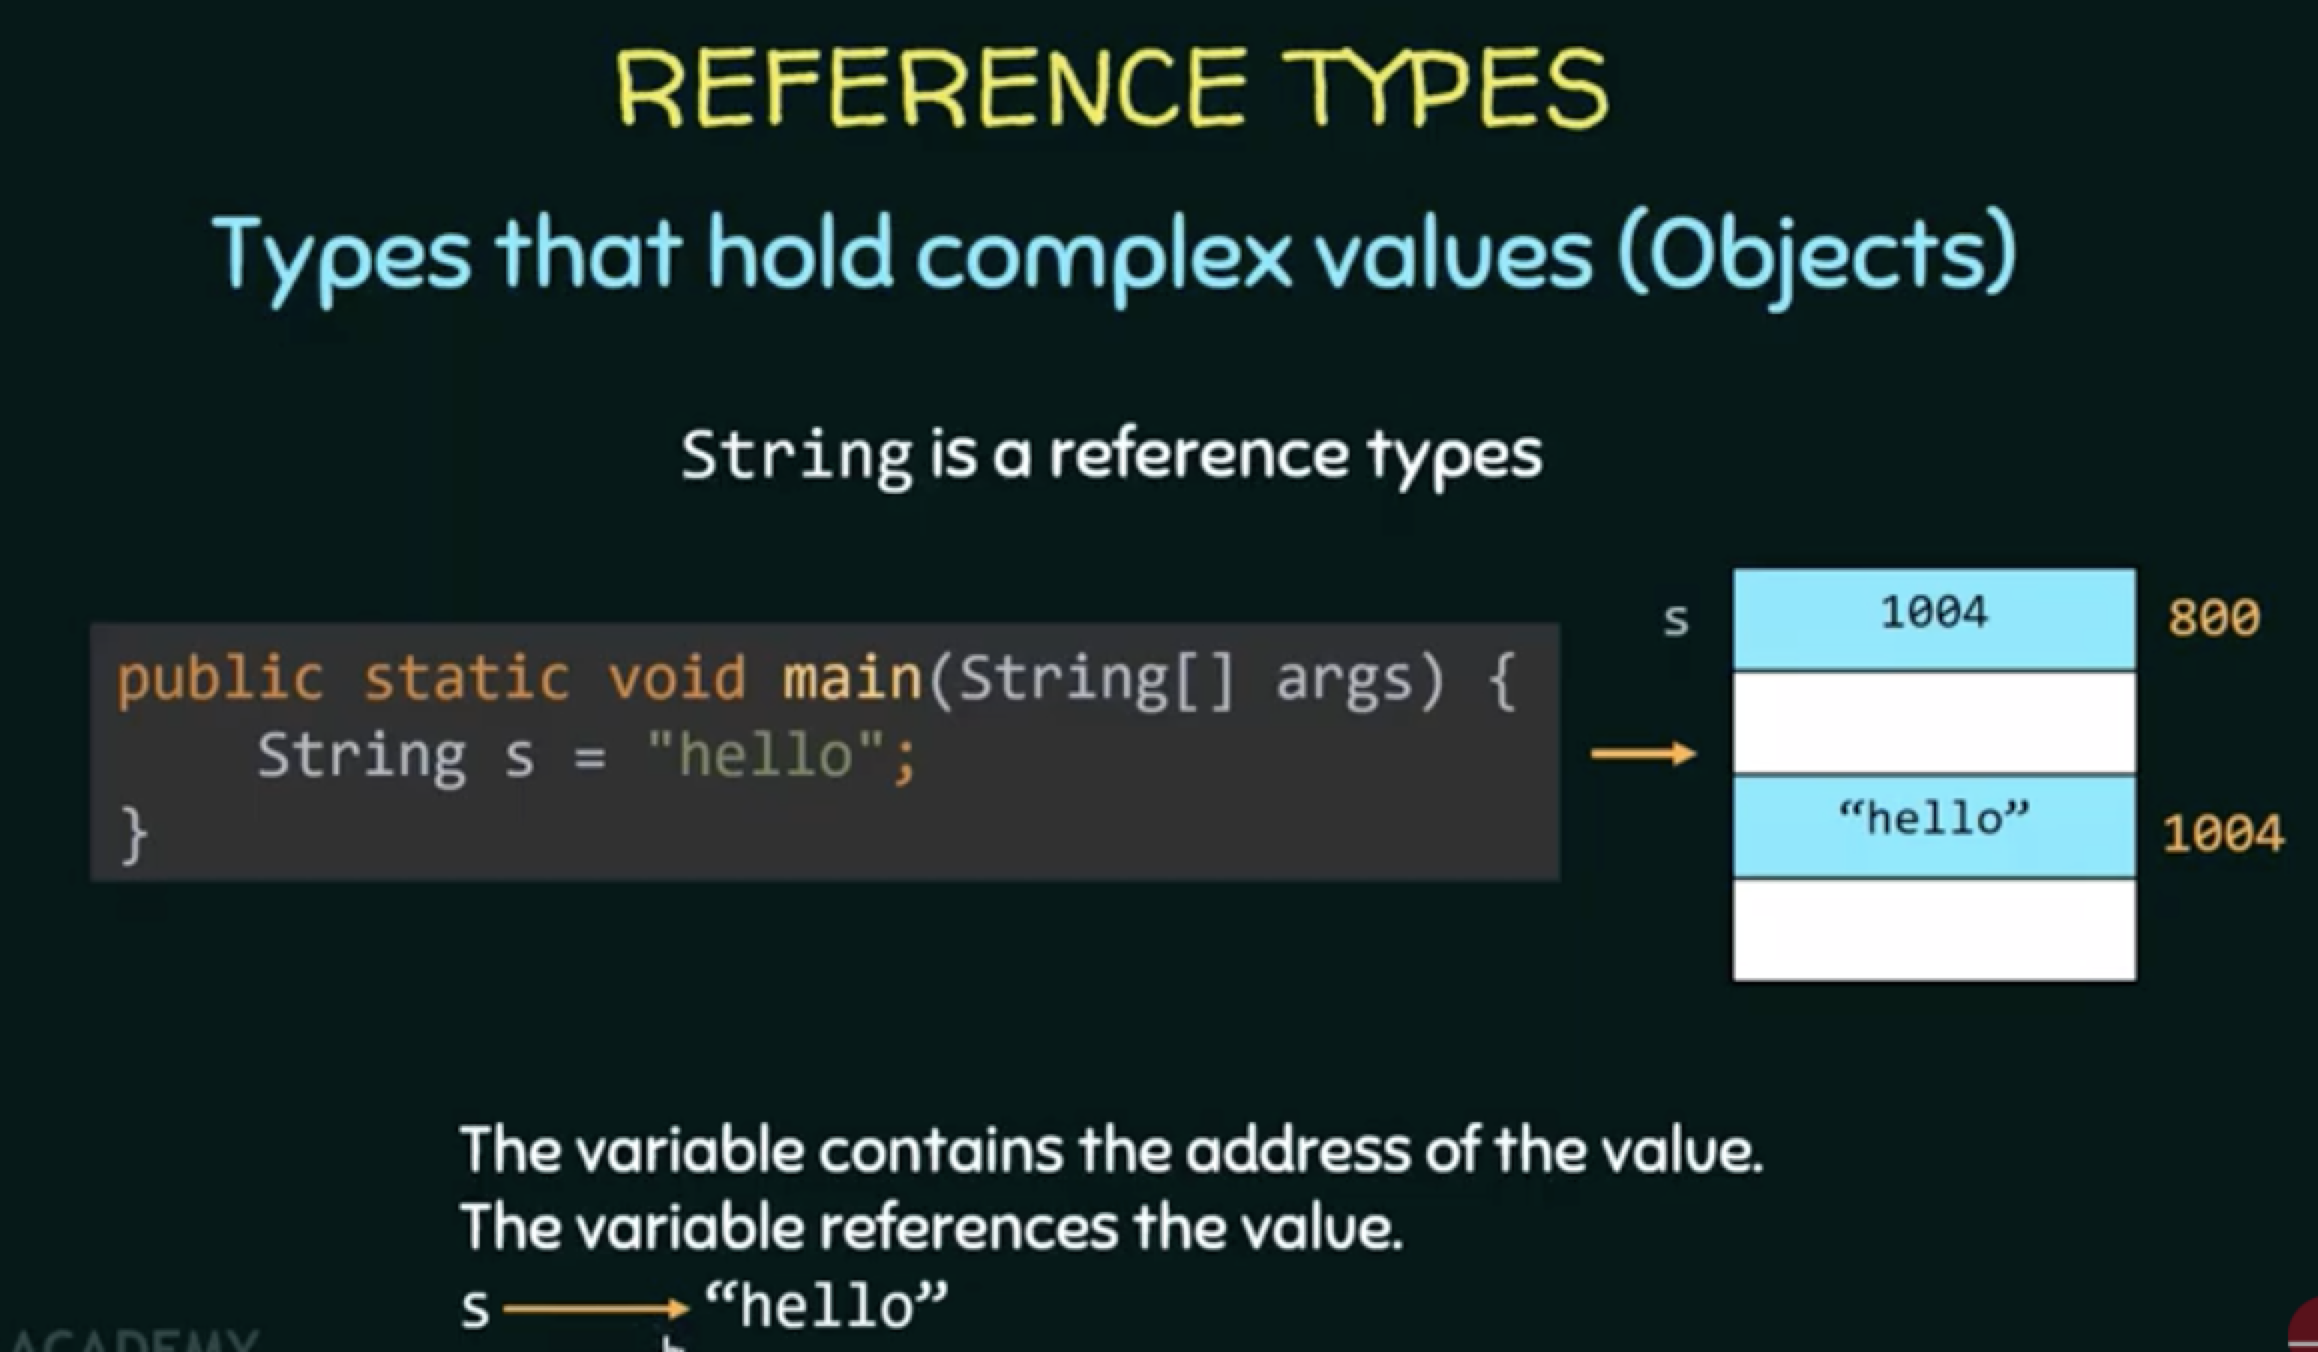 REFERENCE TYPES
Types that hold complex values (Objects)
String is a reference types
public static void main(String[] args) {
String s = "hello";
}
s 1004 800
“hello” 1004
The variable contains the address of the value.
The variable references the value.
s “hello”
ACADEMY